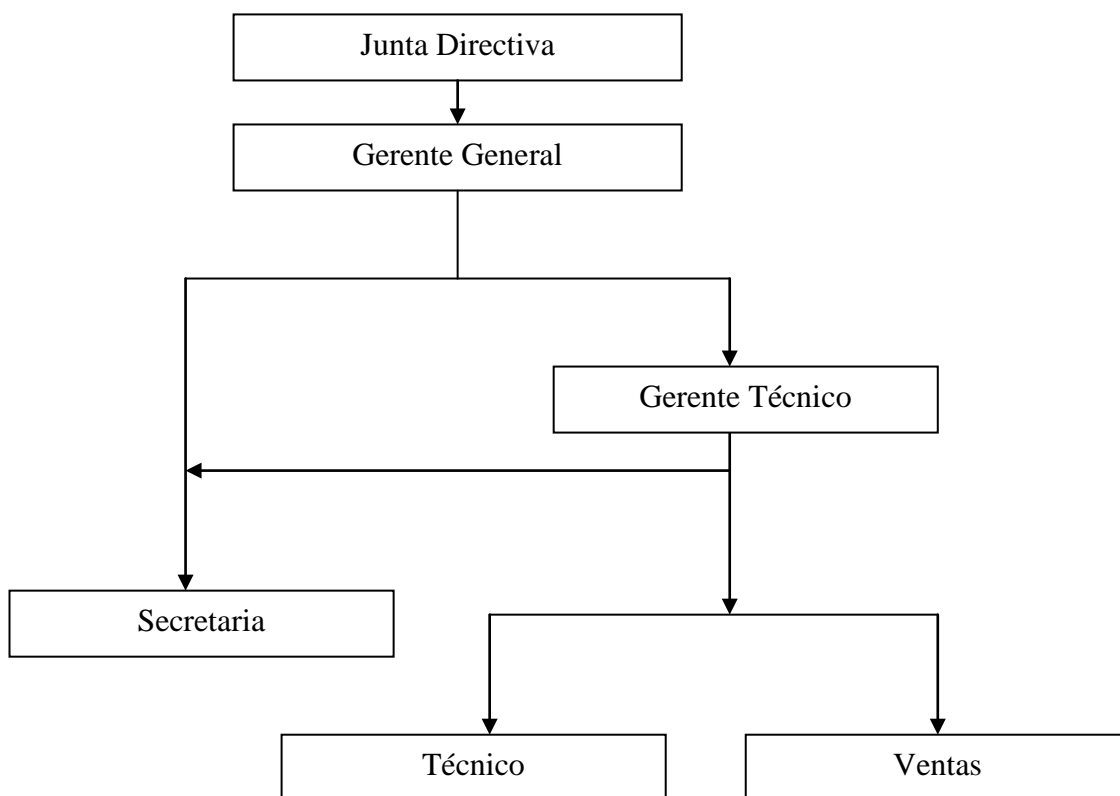 Junta Directiva
Gerente General
Gerente Técnico
Secretaria
Técnico
Ventas